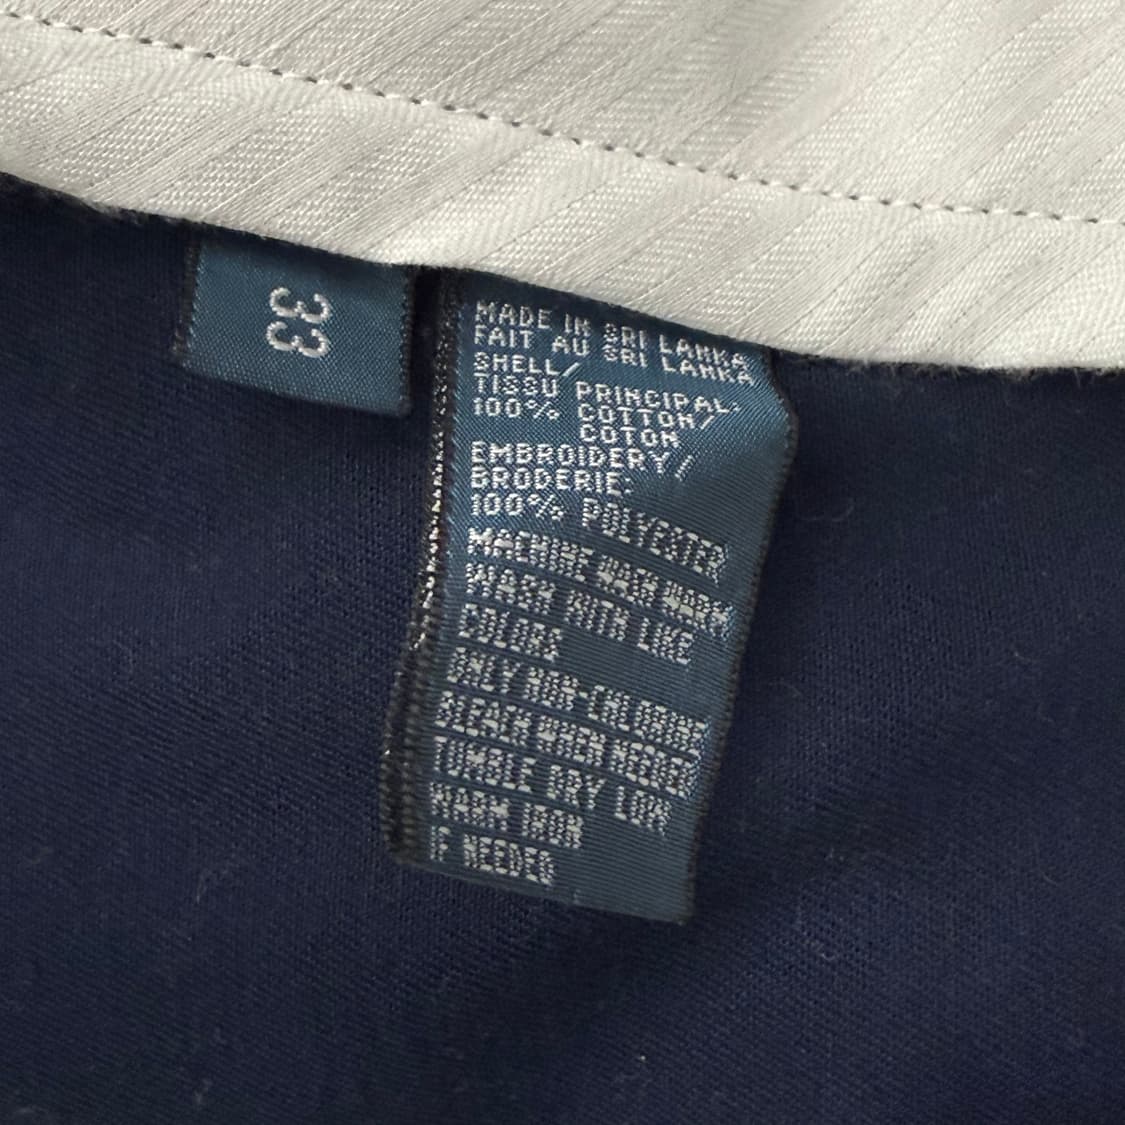 33
MADE IN SRI LANKA
FAIT AU SRI LANKA
SHELL/
TISSU PRINCIPAL:
100% COTTON/
COTON
EMBROIDERY/
BRODERIE:
100% POLYESTER
MACHINE WASH WARM
WASH WITH LIKE
COLORS
ONLY NON-CHLORINE
BLEACH WHEN NEEDED
TUMBLE DRY LOW
WARM IRON
IF NEEDED